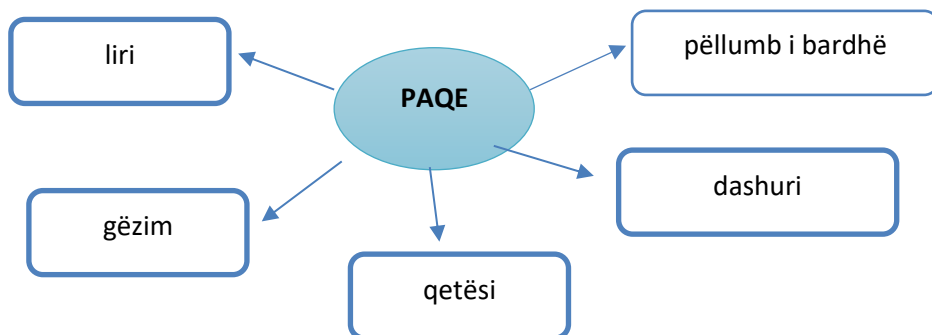 liri
pëllumb i bardhë
PAQE
dashuri
gëzim
qetësi